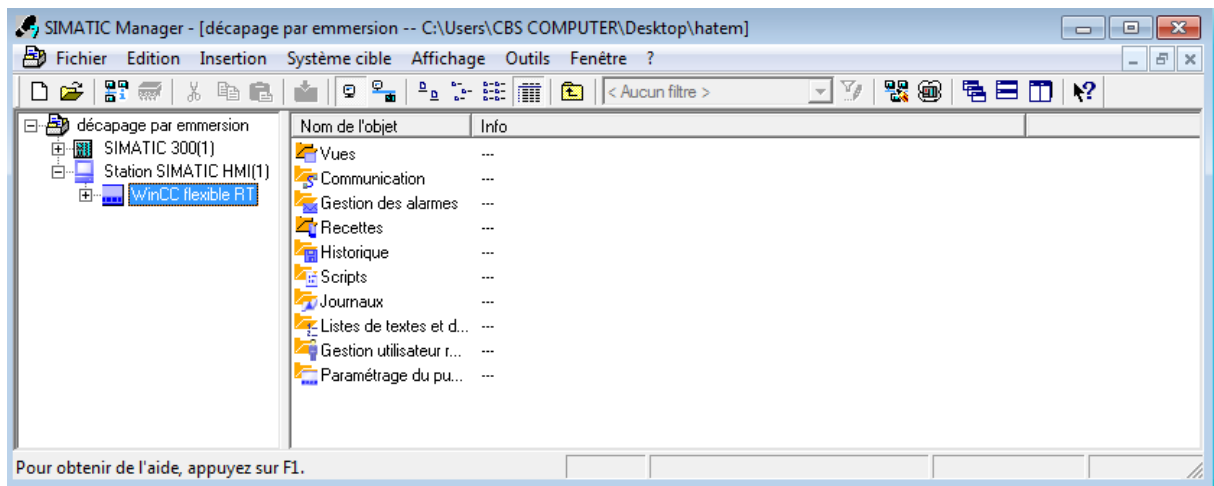 SIMATIC Manager - [décapage par emmersion -- C:\Users\CBS COMPUTER\Desktop\hatem]
Fichier Edition Insertion Système cible Affichage Outils Fenêtre ?
< Aucun filtre >
décapage par emmersion
SIMATIC 300(1)
Station SIMATIC HMI(1)
WinCC flexible RT
Nom de l'objet Info
Vues ---
Communication ---
Gestion des alarmes ---
Recettes ---
Historique ---
Scripts ---
Journaux ---
Listes de textes et d... ---
Gestion utilisateur r... ---
Paramétrage du pu... ---
Pour obtenir de l'aide, appuyez sur F1.